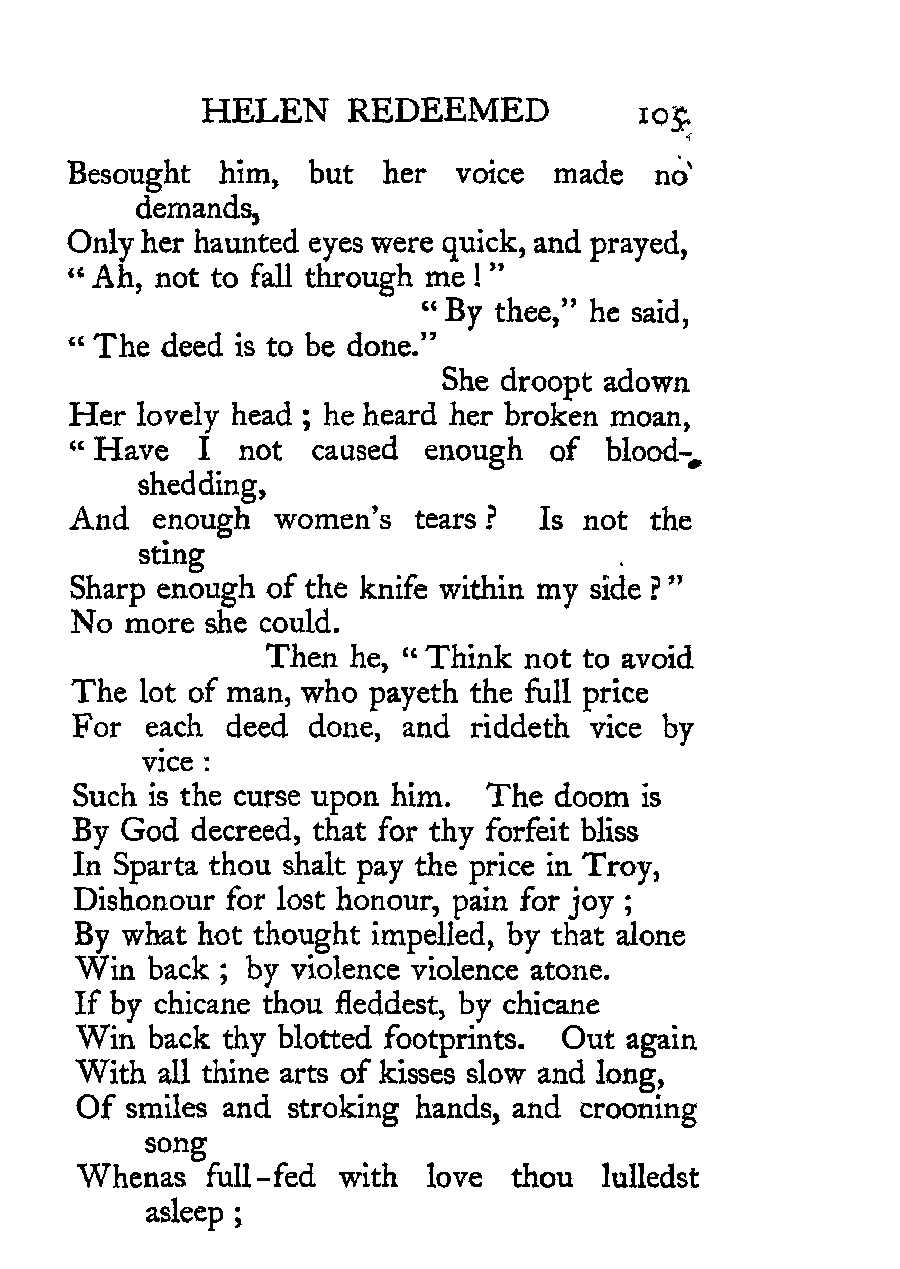 HELEN REDEEMED 105
Besought him, but her voice made no
demands,
Only her haunted eyes were quick, and prayed,
“ Ah, not to fall through me ! ”
“ By thee,” he said,
“ The deed is to be done.”
She droopt adown
Her lovely head ; he heard her broken moan,
“ Have I not caused enough of blood-
shedding,
And enough women’s tears ? Is not the
sting
Sharp enough of the knife within my side ? ”
No more she could.
Then he, “ Think not to avoid
The lot of man, who payeth the full price
For each deed done, and riddeth vice by
vice :
Such is the curse upon him. The doom is
By God decreed, that for thy forfeit bliss
In Sparta thou shalt pay the price in Troy,
Dishonour for lost honour, pain for joy ;
By what hot thought impelled, by that alone
Win back ; by violence violence atone.
If by chicane thou fleddest, by chicane
Win back thy blotted footprints. Out again
With all thine arts of kisses slow and long,
Of smiles and stroking hands, and crooning
song
Whenas full-fed with love thou lulledst
asleep ;